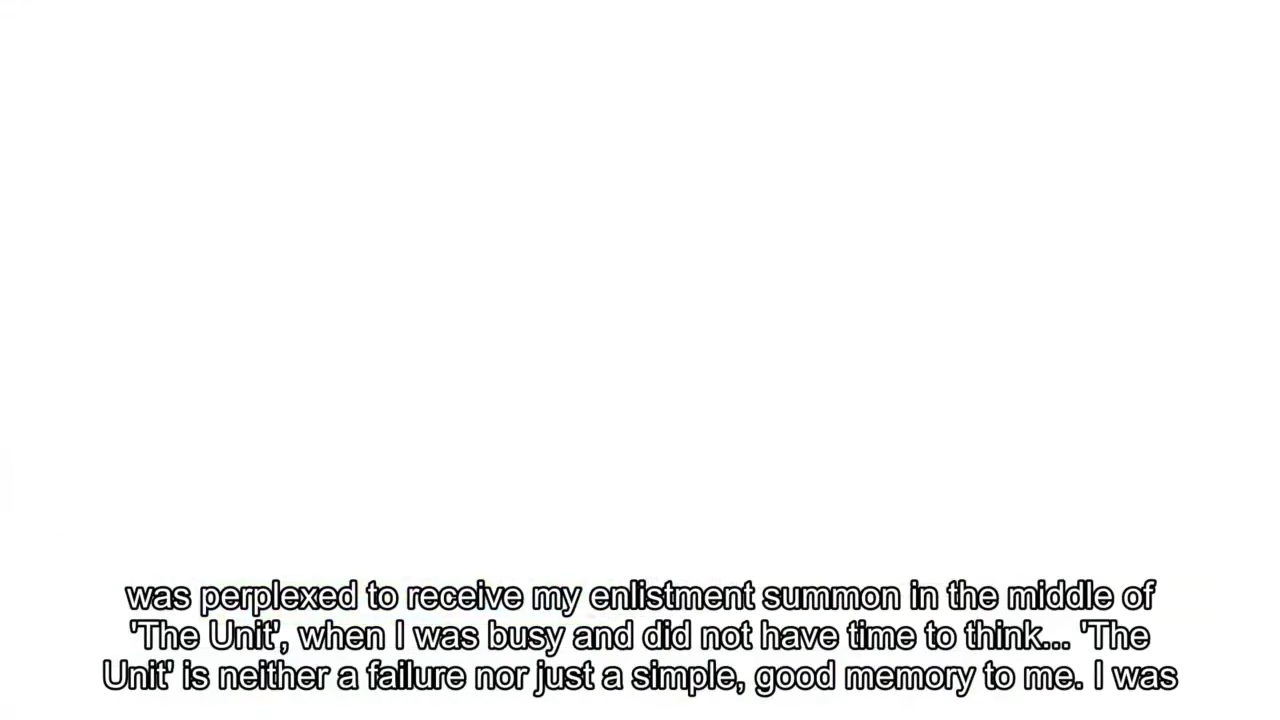 was perplexed to receive my enlistment summon in the middle of
'The Unit', when I was busy and did not have time to think... 'The
Unit' is neither a failure nor just a simple, good memory to me. I was